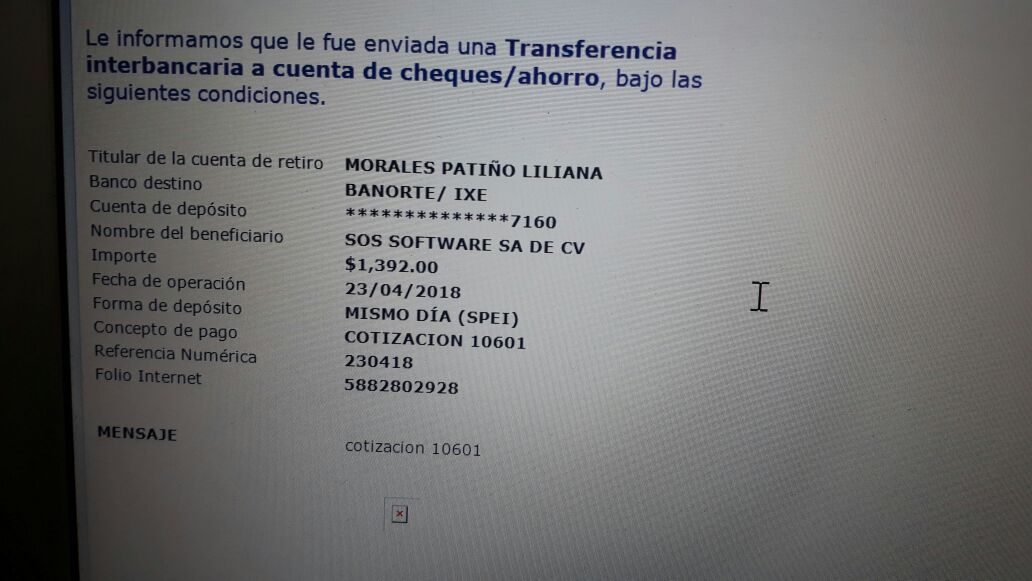 Le informamos que le fue enviada una Transferencia
interbancaria a cuenta de cheques/ahorro, bajo las
siguientes condiciones.
Titular de la cuenta de retiro MORALES PATIÑO LILIANA
Banco destino BANORTE/ IXE
Cuenta de depósito **************7160
Nombre del beneficiario SOS SOFTWARE SA DE CV
Importe $1,392.00
Fecha de operación 23/04/2018
Forma de depósito MISMO DÍA (SPEI)
Concepto de pago COTIZACION 10601
Referencia Numérica 230418
Folio Internet 5882802928
MENSAJE cotizacion 10601